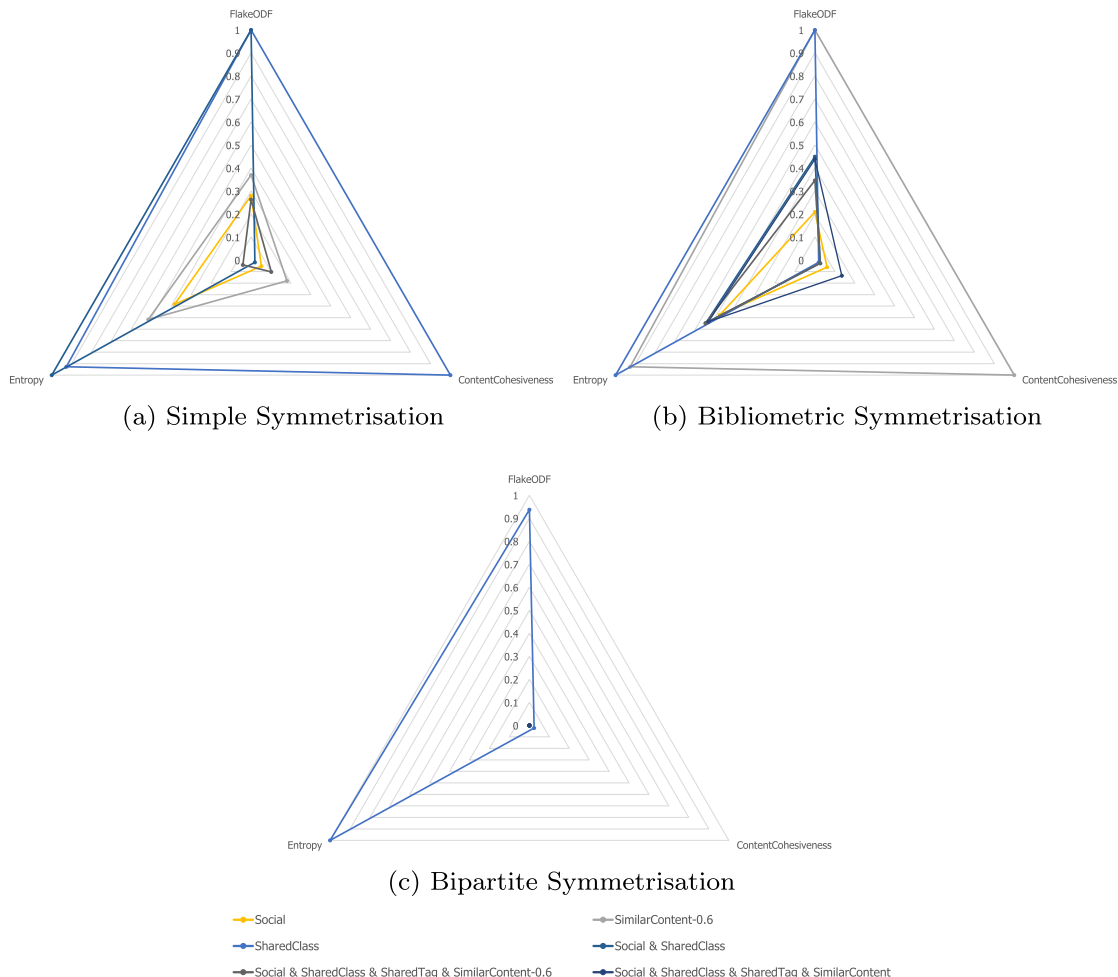 FlakeODF
1
0.9
0.8
0.7
0.6
0.5
0.4
0.3
0.2
0.1
0
Entropy
ContentCohesiveness
(a) Simple Symmetrisation
FlakeODF
1
0.9
0.8
0.7
0.6
0.5
0.4
0.3
0.2
0.1
0
Entropy
ContentCohesiveness
(b) Bibliometric Symmetrisation
FlakeODF
1
0.9
0.8
0.7
0.6
0.5
0.4
0.3
0.2
0.1
0
Entropy
ContentCohesiveness
(c) Bipartite Symmetrisation
Social
SimilarContent-0.6
SharedClass
Social & SharedClass
Social & SharedClass & SharedTag & SimilarContent-0.6
Social & SharedClass & SharedTag & SimilarContent